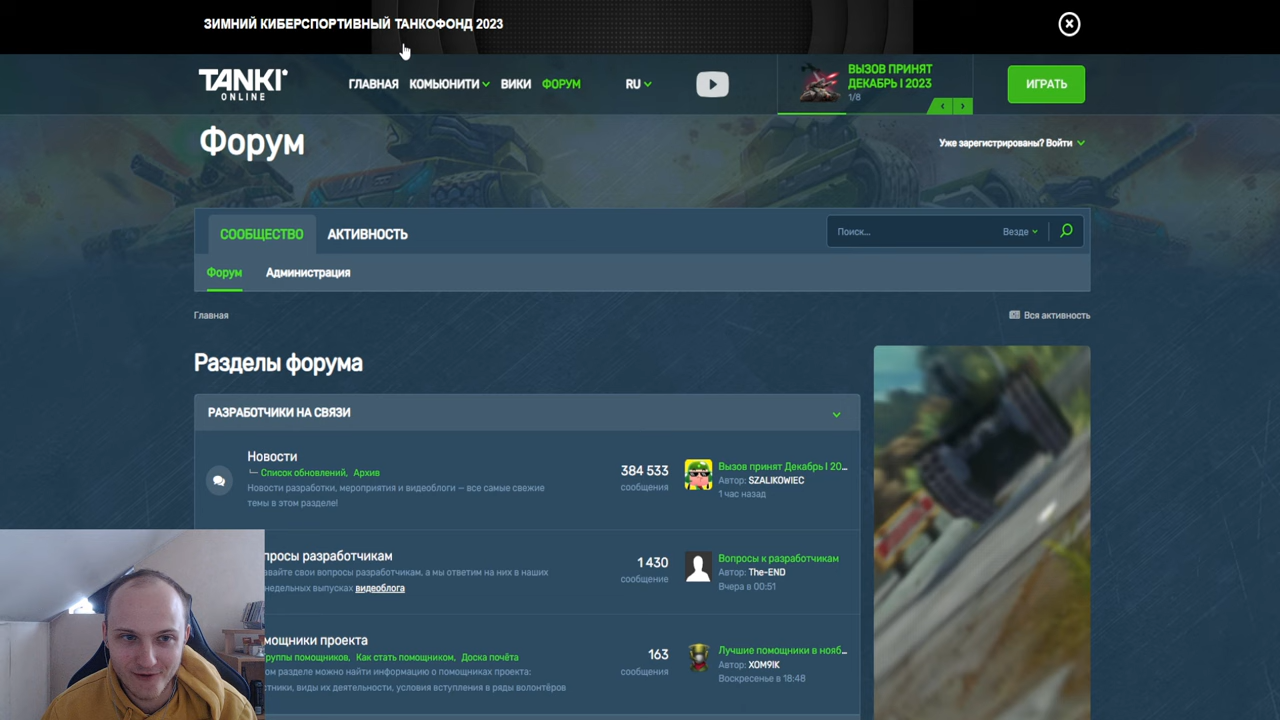 ЗИМНИЙ КИБЕРСПОРТИВНЫЙ ТАНКОФОНД 2023
TANKI
ONLINE
ГЛАВНАЯ КОМЬЮНИТИ ВИКИ ФОРУМ
RU
ВЫЗОВ ПРИНЯТ
ДЕКАБРЬ I 2023
1/8
ИГРАТЬ
Форум
Уже зарегистрированы? Войти
СООБЩЕСТВО АКТИВНОСТЬ
Поиск...
Везде
Форум Администрация
Главная
Вся активность
Разделы форума
РАЗРАБОТЧИКИ НА СВЯЗИ
Новости
Список обновлений, Архив
Новости разработки, мероприятия и видеоблоги — все самые свежие
темы в этом разделе!
384 533
сообщения
Вызов принят Декабрь I 20...
Автор: SZALIKOWIEC
1 час назад
просы разработчикам
авайте свои вопросы разработчикам, а мы ответим на них в наших
недельных выпусках видеоблога
1 430
сообщение
Вопросы к разработчикам
Автор: The-END
Вчера в 00:51
мощники проекта
руппы помощников, Как стать помощником, Доска почёта
ом разделе можно найти информацию о помощниках проекта:
стники, виды их деятельности, условия вступления в ряды волонтёров
163
сообщения
Лучшие помощники в нояб...
Автор: XOM9IK
Воскресенье в 18:48